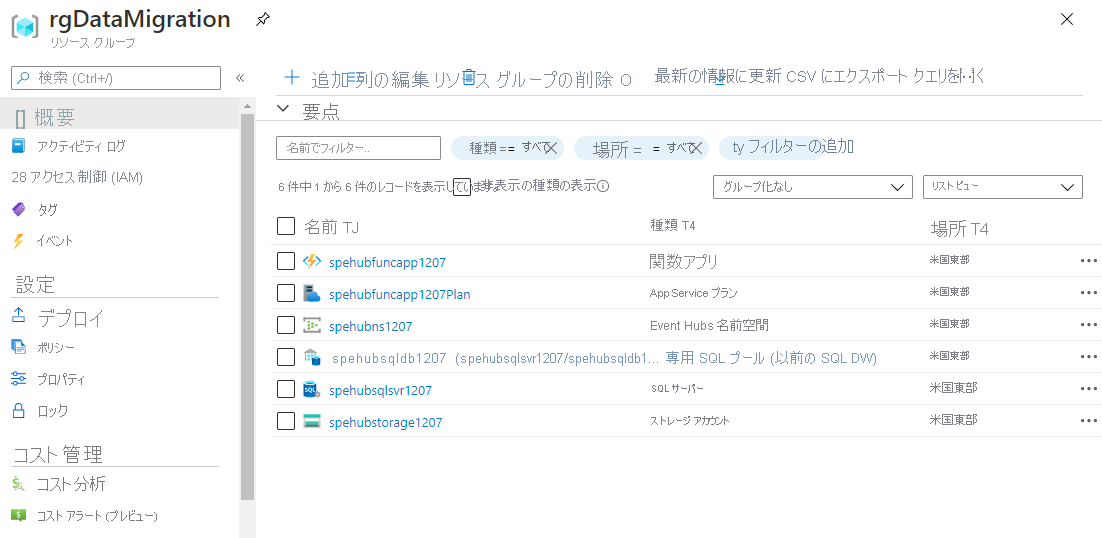 rgDataMigration
リソース グループ
検索 (Ctrl+/)
概要
アクティビティ ログ
28 アクセス制御 (IAM)
タグ
イベント
設定
デプロイ
ポリシー
プロパティ
ロック
コスト管理
コスト分析
コスト アラート (プレビュー)
追加 列の編集 リソース グループの削除 O 最新の情報に更新 CSV にエクスポート クエリを開く
要点
名前でフィルター..
種類 == すべて
場所 = = すべて
ty フィルターの追加
6 件中 1 から 6 件のレコードを表示しています。
非表示の種類の表示
グループ化なし
リスト ビュー
名前 TJ 種類 T4 場所 T4
spehubfuncapp1207 関数アプリ 米国東部
spehubfuncapp1207Plan App Service プラン 米国東部
spehubns1207 Event Hubs 名前空間 米国東部
spehubsqldb1207 (spehubsqlsvr1207/spehubsqldb1... 専用 SQL プール (以前の SQL DW) 米国東部
spehubsqlsvr1207 SQL サーバー 米国東部
spehubstorage1207 ストレージ アカウント 米国東部